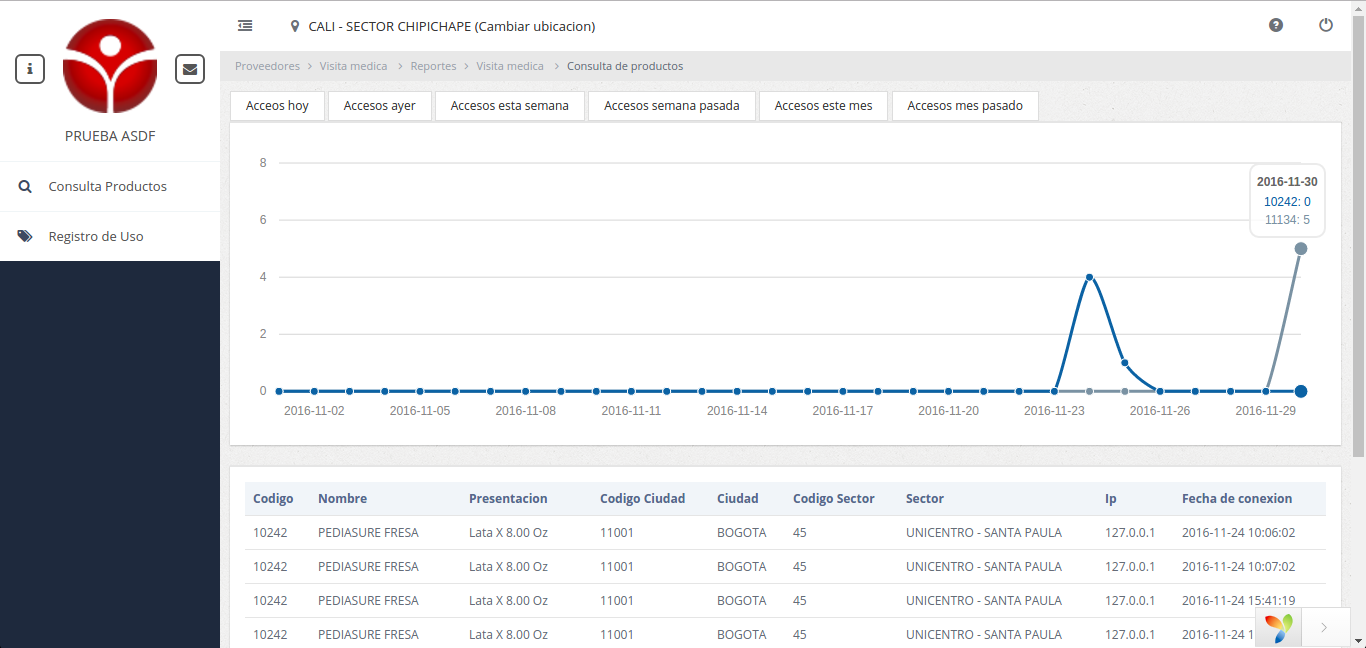 CALI - SECTOR CHIPICHAPE (Cambiar ubicacion)
PRUEBA ASDF
Consulta Productos
Registro de Uso
Proveedores > Visita medica > Reportes > Visita medica > Consulta de productos
Acceos hoy Accesos ayer Accesos esta semana Accesos semana pasada Accesos este mes Accesos mes pasado
8
6
4
2
0
2016-11-30
10242: 0
11134: 5
2016-11-02 2016-11-05 2016-11-08 2016-11-11 2016-11-14 2016-11-17 2016-11-20 2016-11-23 2016-11-26 2016-11-29
Codigo Nombre Presentacion Codigo Ciudad Ciudad Codigo Sector Sector Ip Fecha de conexion
10242 PEDIASURE FRESA Lata X 8.00 Oz 11001 BOGOTA 45 UNICENTRO - SANTA PAULA 127.0.0.1 2016-11-24 10:06:02
10242 PEDIASURE FRESA Lata X 8.00 Oz 11001 BOGOTA 45 UNICENTRO - SANTA PAULA 127.0.0.1 2016-11-24 10:07:02
10242 PEDIASURE FRESA Lata X 8.00 Oz 11001 BOGOTA 45 UNICENTRO - SANTA PAULA 127.0.0.1 2016-11-24 15:41:19
10242 PEDIASURE FRESA Lata X 8.00 Oz 11001 BOGOTA 45 UNICENTRO - SANTA PAULA 127.0.0.1 2016-11-24